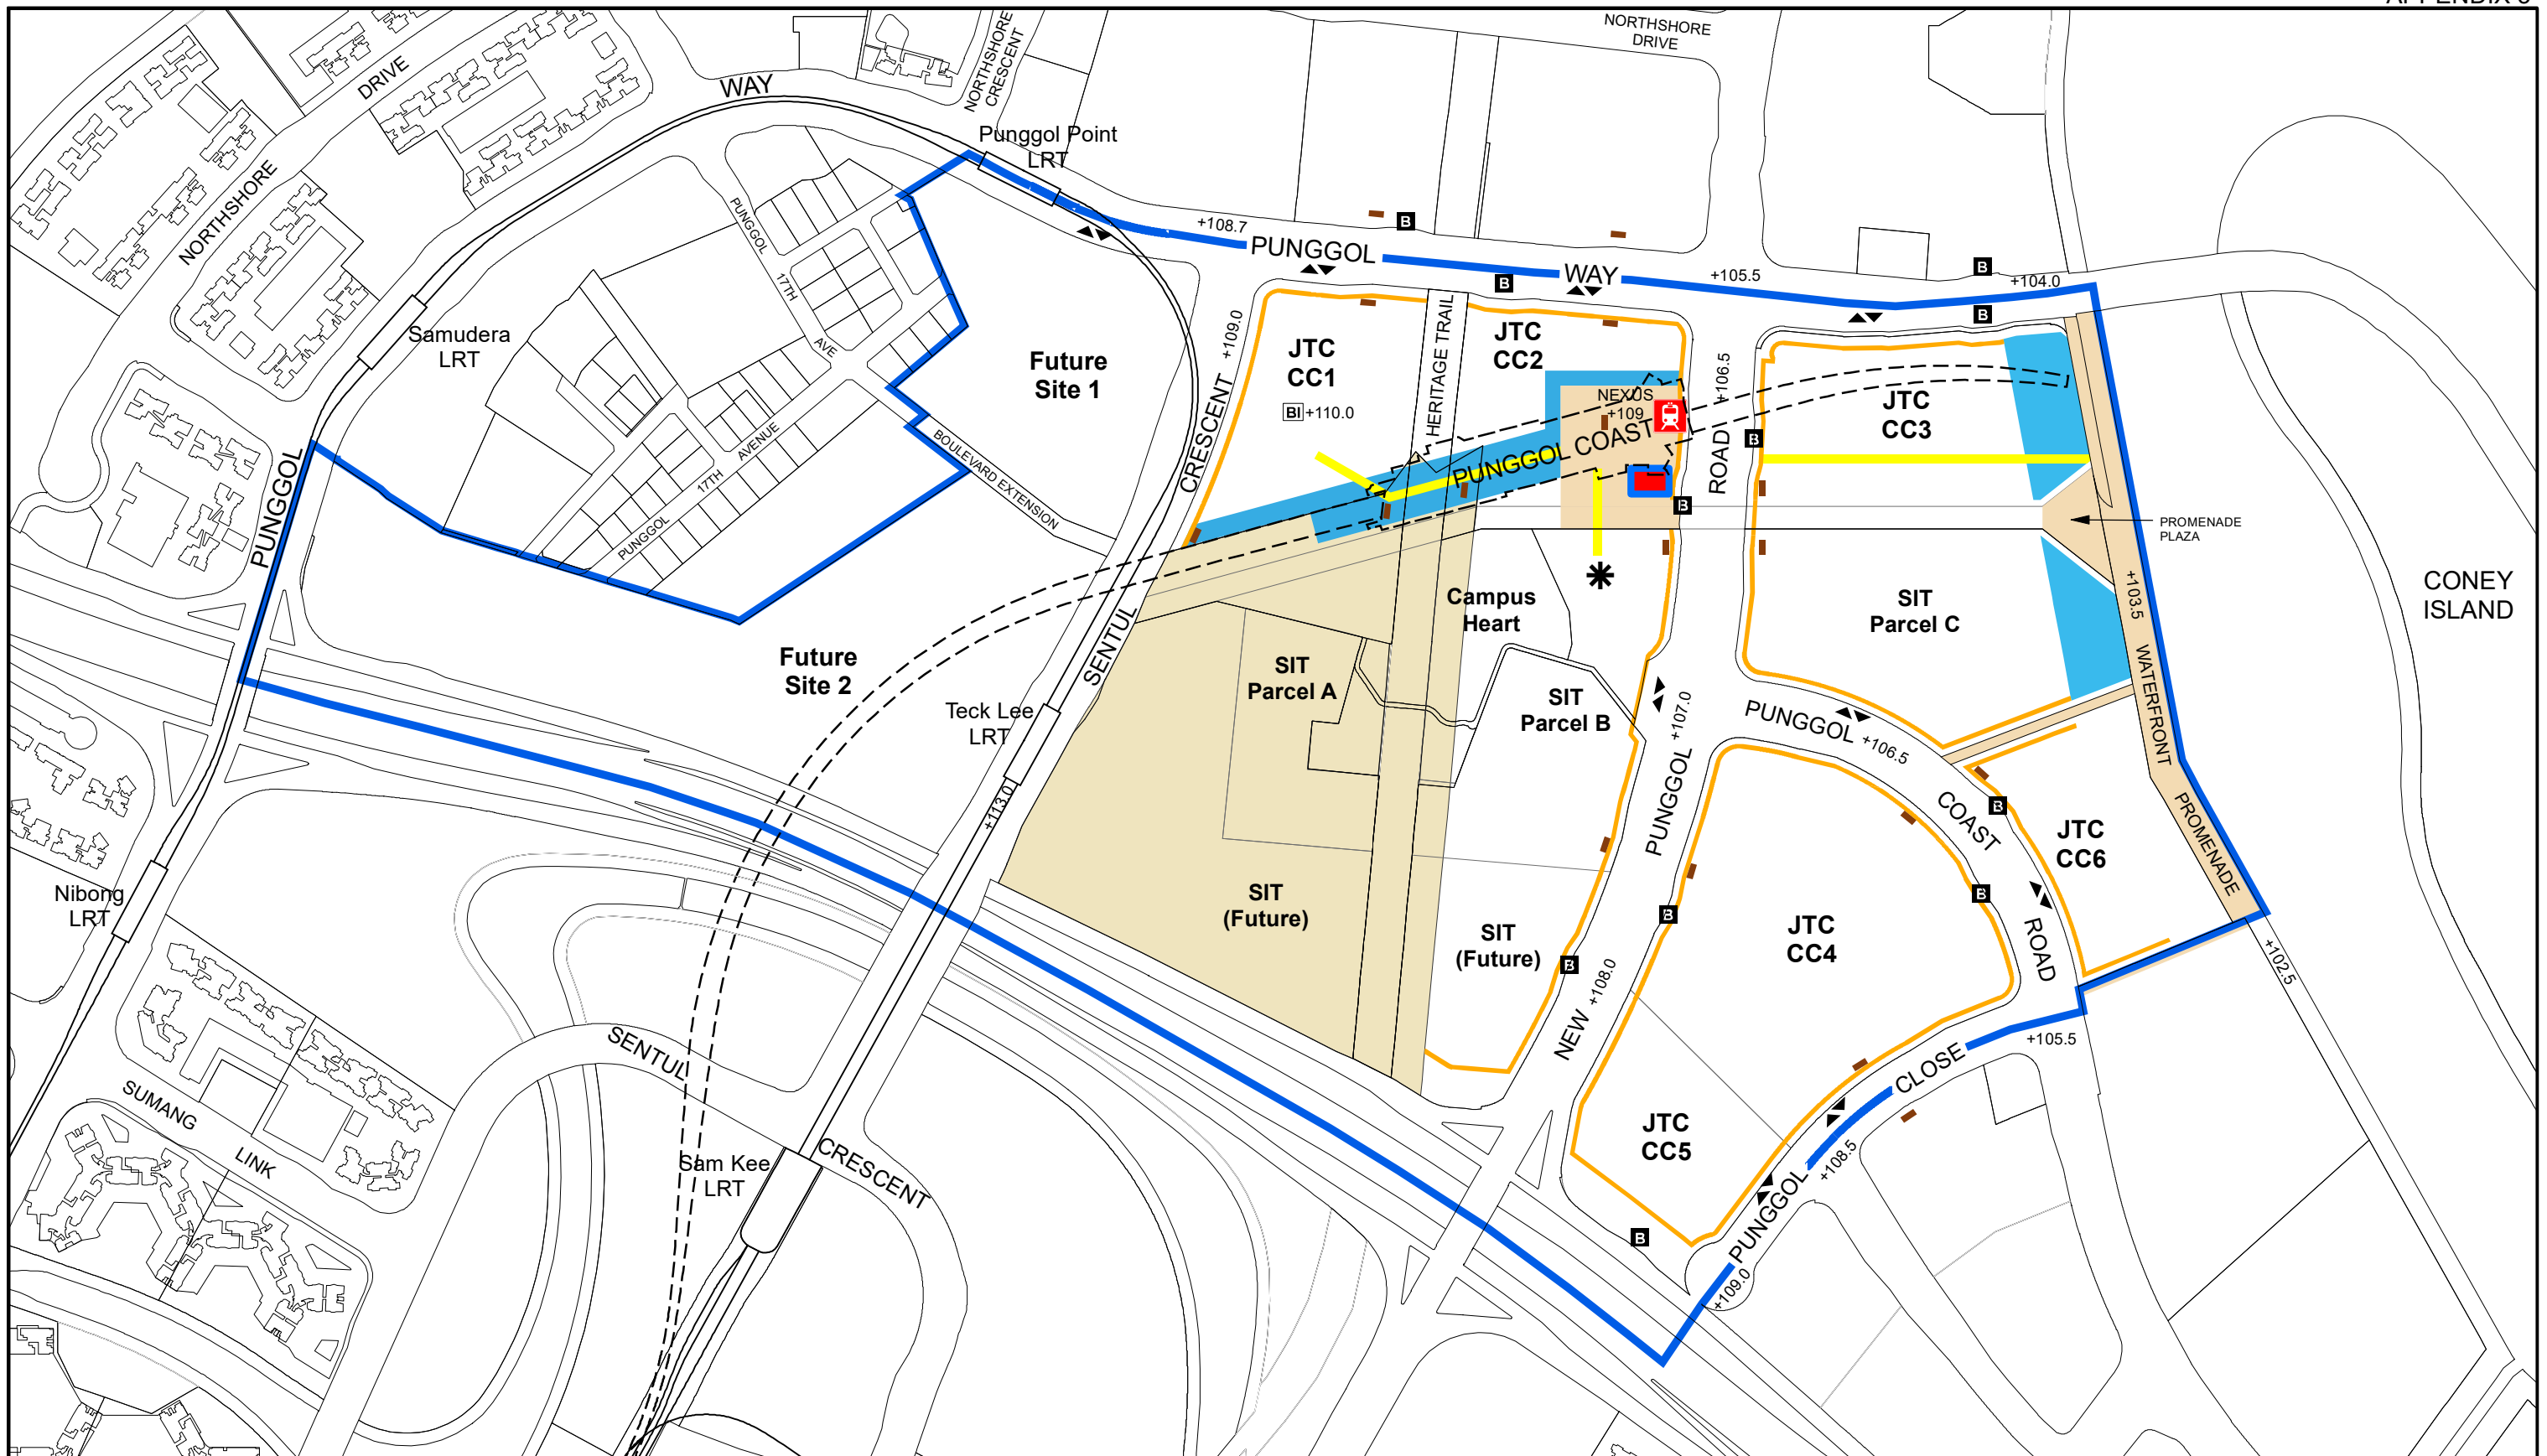 NORTHSHORE
DRIVE
NORTHSHORE
CRESCENT
DRIVE
WAY
Punggol Point
LRT
NORTHSHORE
PUNGGOL
17TH
AVE
+108.7
B
PUNGGOL
WAY
+105.5
B
B
+104.0
B
Samudera
LRT
Future
Site 1
+109.0
CRESCENT
JTC
CC1
BI +110.0
HERITAGE TRAIL
JTC
CC2
NEXUS
+109
PUNGGOL COAST
+106.5
ROAD
B
B
JTC
CC3
PUNGGOL
17TH
AVENUE
PUNGGOL
BOULEVARD EXTENSION
PROMENADE
PLAZA
CONEY
ISLAND
+103.5
WATERFRONT
PROMENADE
Campus
Heart
SIT
Parcel C
SIT
Parcel A
SIT
Parcel B
SENTUL
Future
Site 2
Teck Lee
LRT
+113.0
+107.0
PUNGGOL
PUNGGOL
+106.5
COAST
ROAD
B
JTC
CC6
Nibong
LRT
SIT
(Future)
SIT
(Future)
B
B
B
JTC
CC4
NEW
+108.0
+102.5
+105.5
CLOSE
SENTUL
SUMANG
LINK
Sam Kee
LRT
CRESCENT
JTC
CC5
+108.5
PUNGGOL
B
+109.0